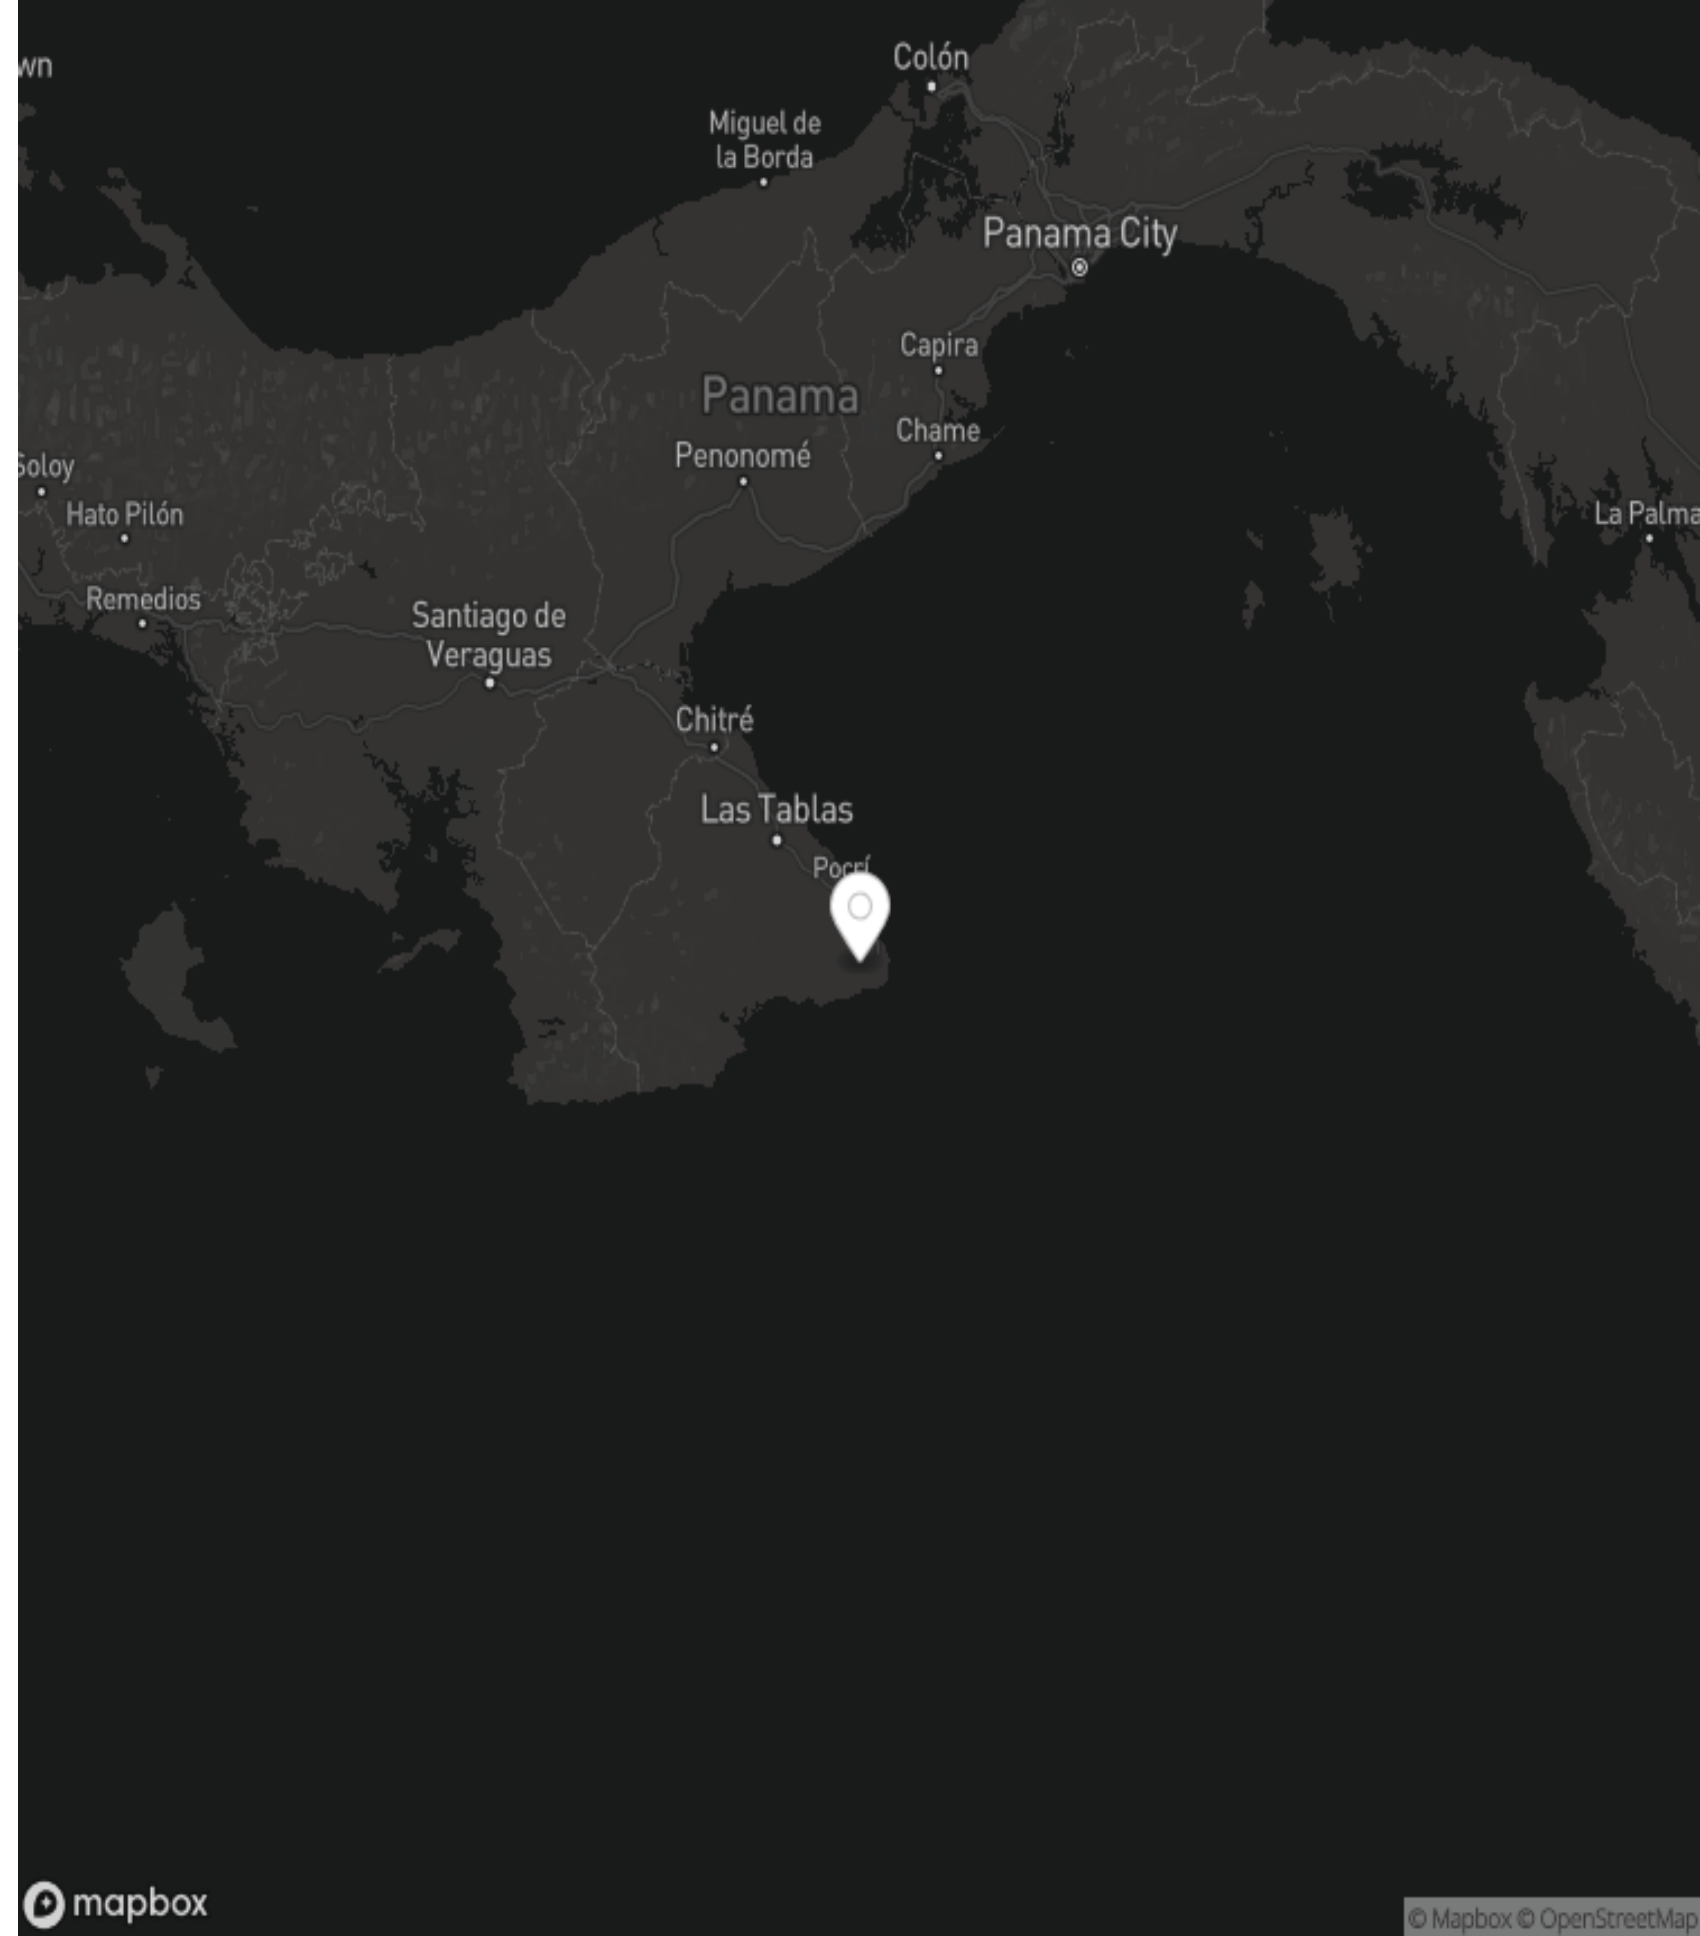 wn
Colón
Miguel de
la Borda
Panama City
Capira
Panama
Chame
Penonomé
Soloy
Hato Pilón
La Palma
Remedios
Santiago de
Veraguas
Chitré
Las Tablas
Pocrí
mapbox
© Mapbox © OpenStreetMap